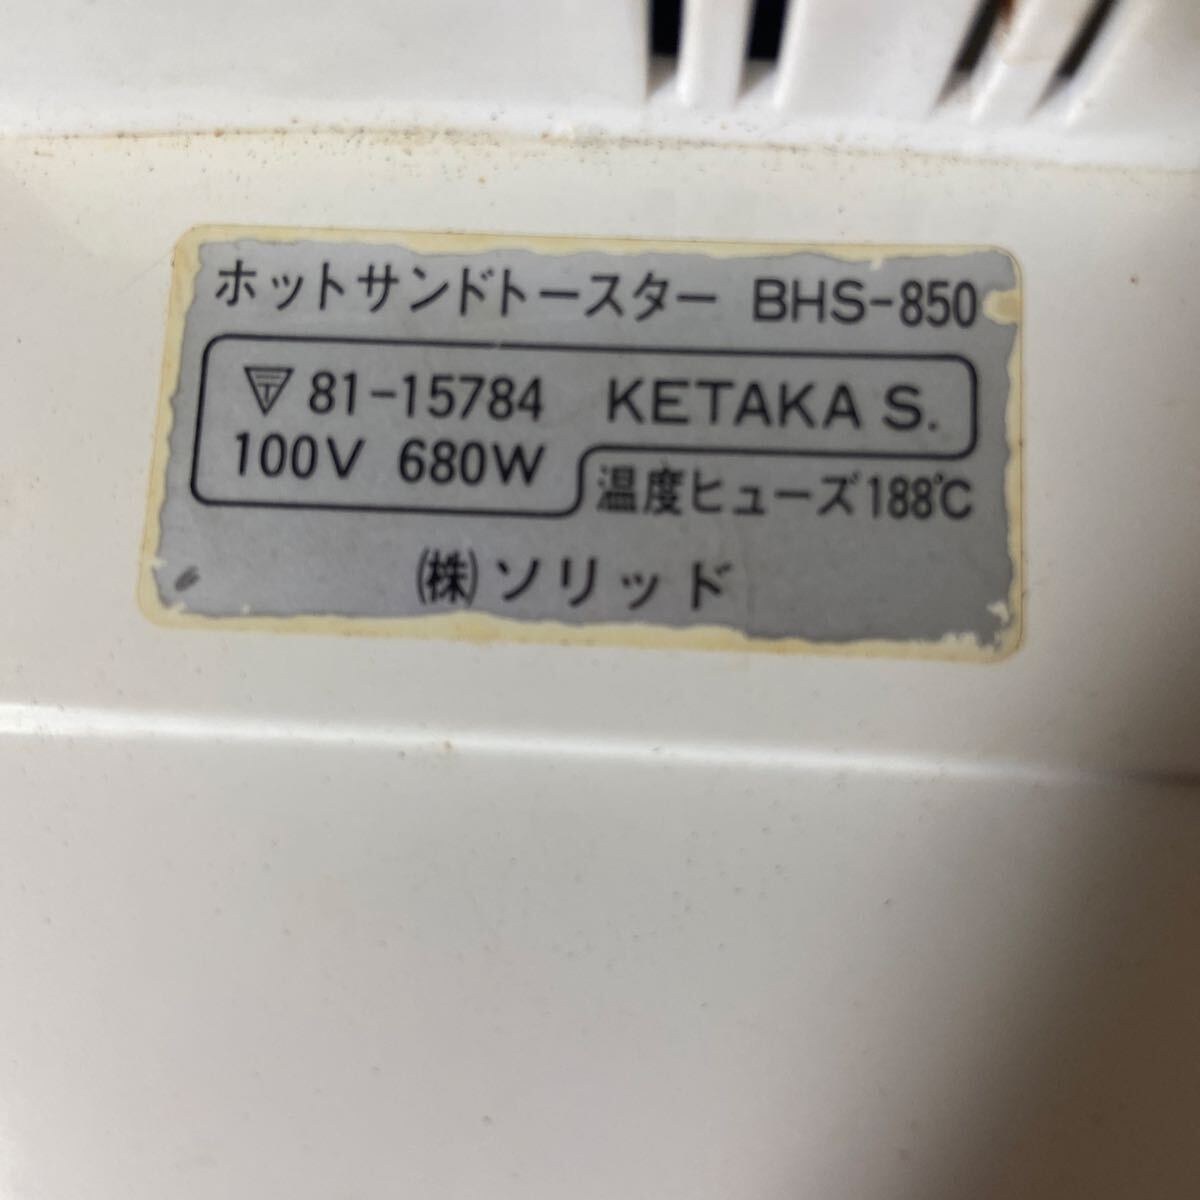 ホットサンドトースター BHS-850
〒 81-15784 KETAKA S.
100V 680W 温度ヒューズ188℃
㈱ソリッド